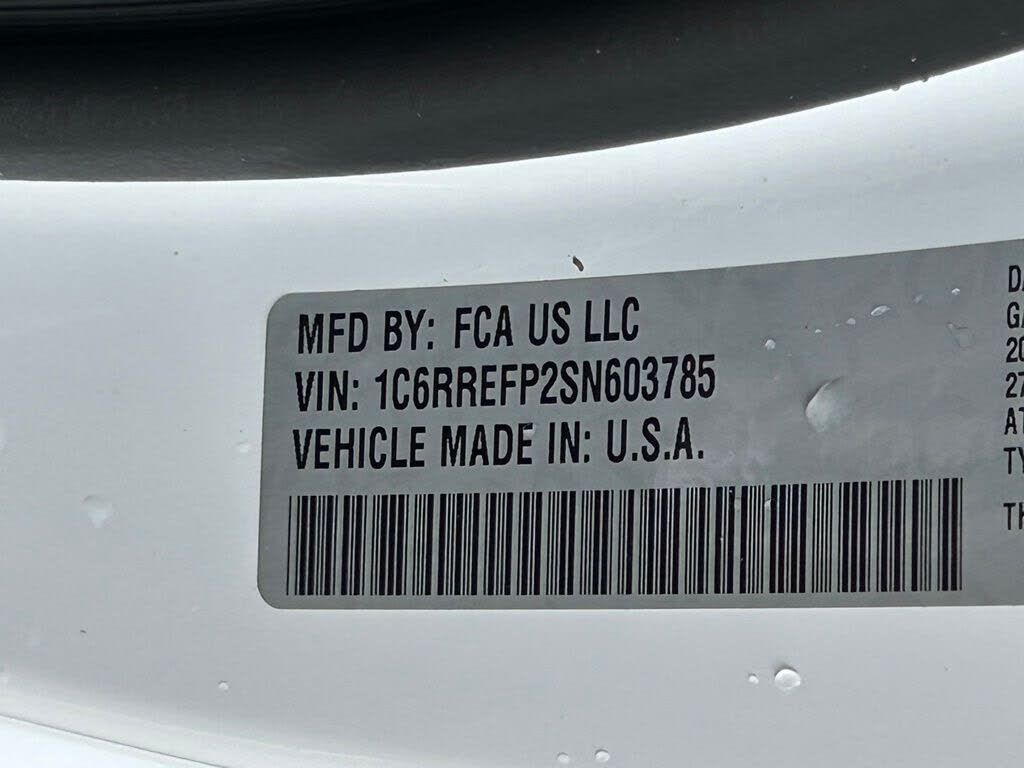 MFD BY: FCA US LLC
VIN: 1C6RREFP2SN603785
VEHICLE MADE IN: U.S.A.